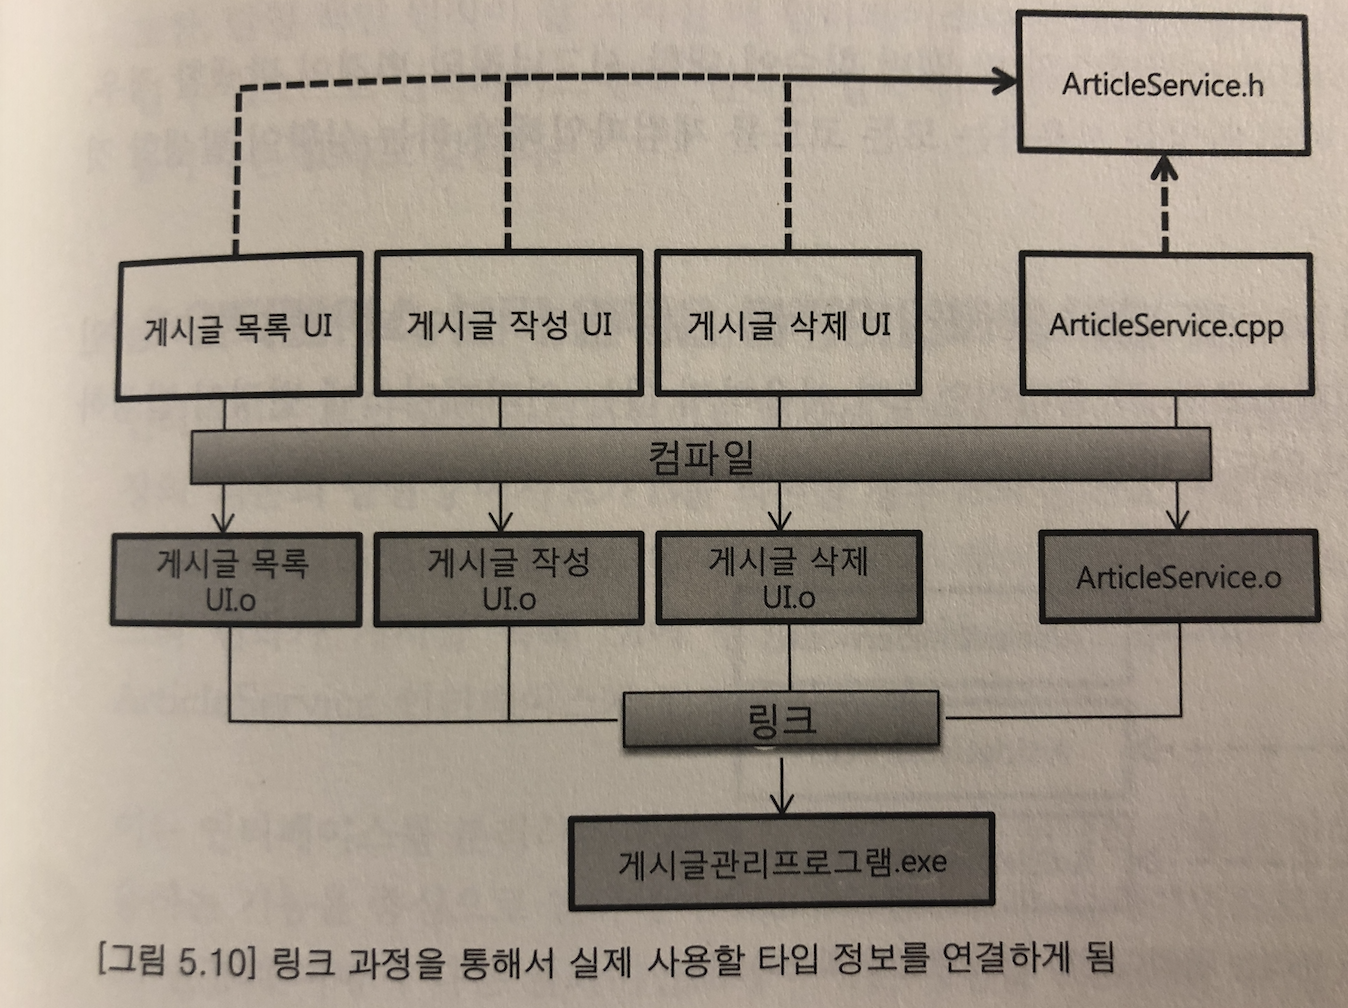 ArticleService.h
게시글 목록 UI
게시글 작성 UI
게시글 삭제 UI
ArticleService.cpp
컴파일
게시글 목록
UI.o
게시글 작성
UI.o
게시글 삭제
UI.o
ArticleService.o
링크
게시글관리프로그램.exe
[그림 5.10] 링크 과정을 통해서 실제 사용할 타입 정보를 연결하게 됨